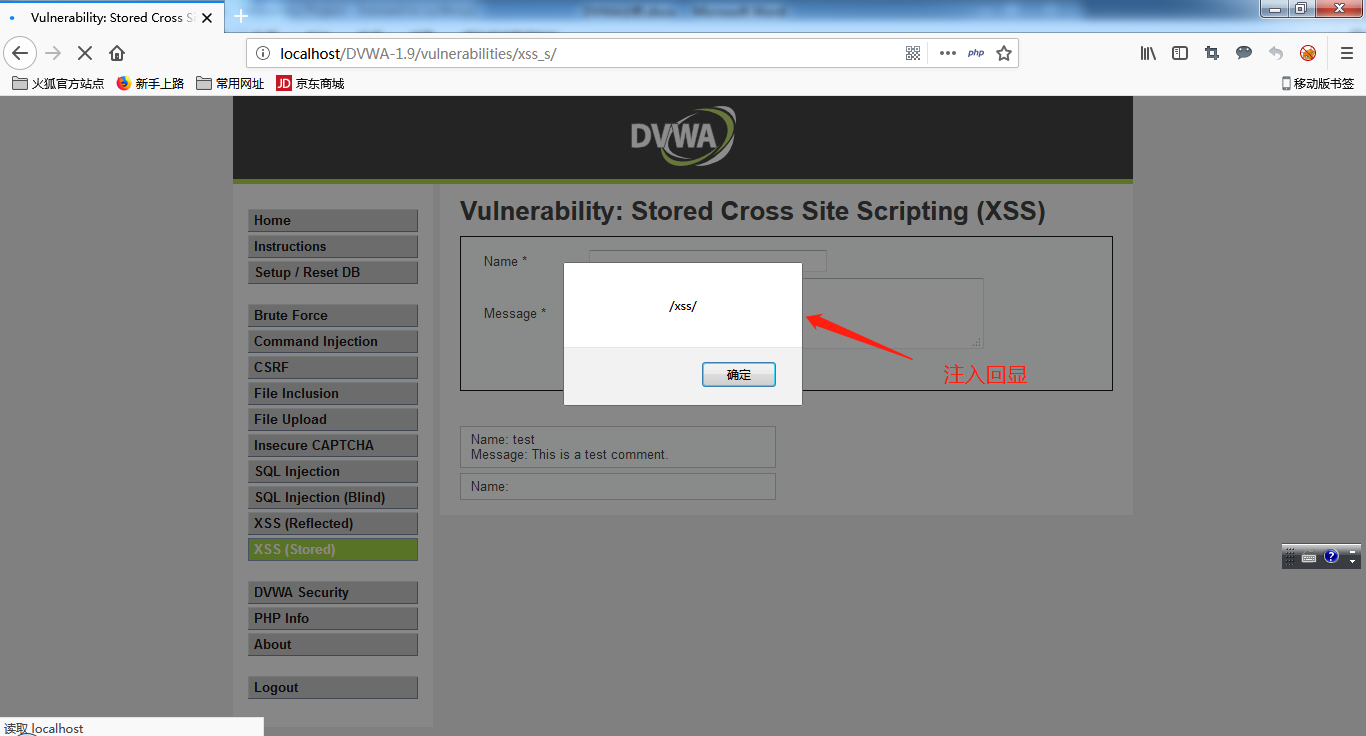 Vulnerability: Stored Cross S
localhost/DVWA-1.9/vulnerabilities/xss_s/
php
火狐官方站点
新手上路
常用网址
JD 京东商城
移动版书签
DVWA
Home
Instructions
Setup / Reset DB
Brute Force
Command Injection
CSRF
File Inclusion
File Upload
Insecure CAPTCHA
SQL Injection
SQL Injection (Blind)
XSS (Reflected)
XSS (Stored)
DVWA Security
PHP Info
About
Logout
Vulnerability: Stored Cross Site Scripting (XSS)
Name *
Message *
/xss/
确定
注入回显
Name: test
Message: This is a test comment.
Name:
读取 localhost